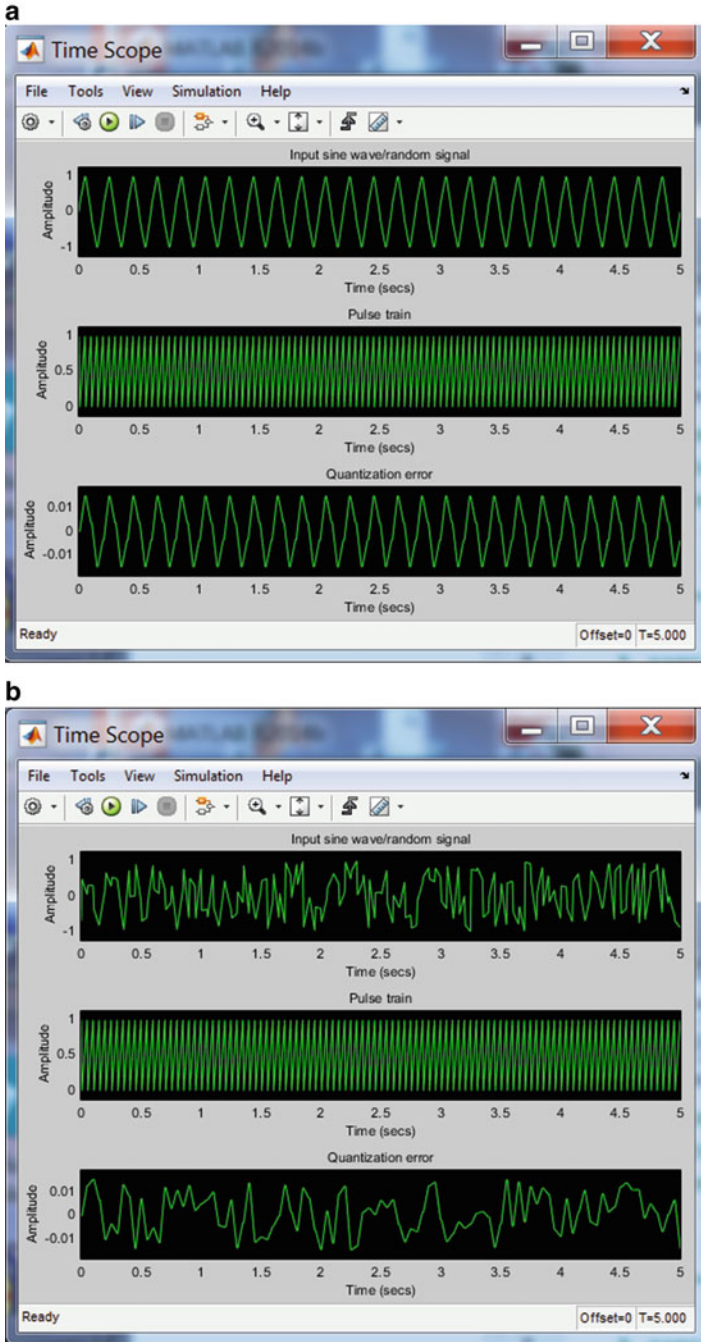 a
Time Scope
File Tools View Simulation Help
Input sine wave/random signal
Amplitude
1
0
-1
0 0.5 1 1.5 2 2.5 3 3.5 4 4.5 5
Time (secs)
Pulse train
Amplitude
1
0.5
0
0 0.5 1 1.5 2 2.5 3 3.5 4 4.5 5
Time (secs)
Quantization error
Amplitude
0.01
0
-0.01
0 0.5 1 1.5 2 2.5 3 3.5 4 4.5 5
Time (secs)
Ready Offset=0 T=5.000
b
Time Scope
File Tools View Simulation Help
Input sine wave/random signal
Amplitude
1
0
-1
0 0.5 1 1.5 2 2.5 3 3.5 4 4.5 5
Time (secs)
Pulse train
Amplitude
1
0.5
0
0 0.5 1 1.5 2 2.5 3 3.5 4 4.5 5
Time (secs)
Quantization error
Amplitude
0.01
0
-0.01
0 0.5 1 1.5 2 2.5 3 3.5 4 4.5 5
Time (secs)
Ready Offset=0 T=5.000